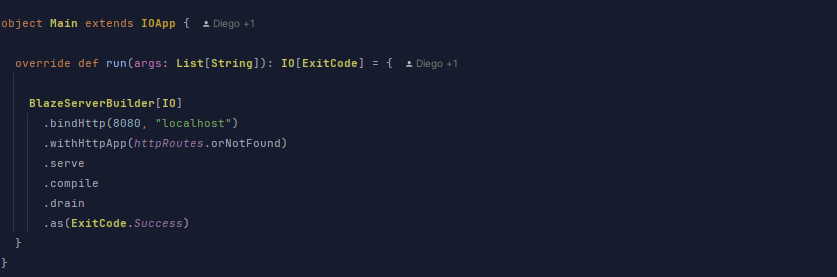 object Main extends IOApp { Diego +1
override def run(args: List[String]): IO[ExitCode] = { Diego +1
BlazeServerBuilder[IO]
.bindHttp(8080, "localhost")
.withHttpApp(httpRoutes.orNotFound)
.serve
.compile
.drain
.as(ExitCode.Success)
}
}